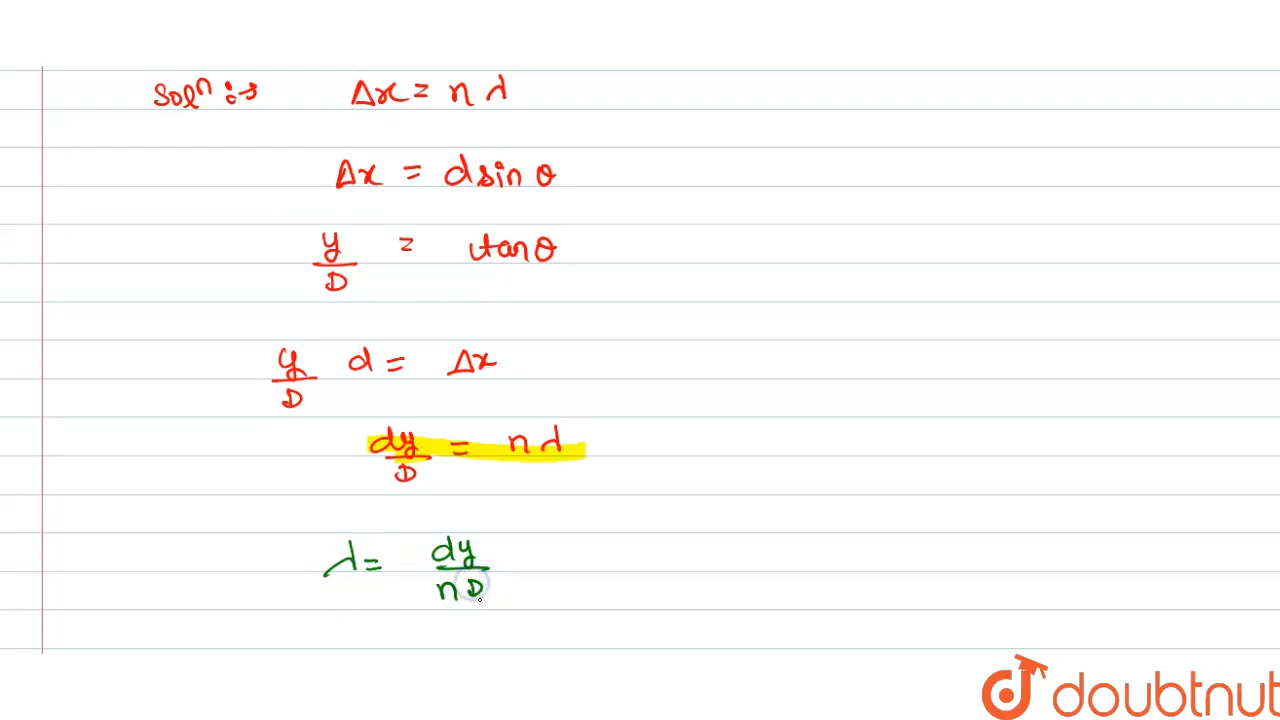 Solⁿ :→ Δx = n λ
Δx = d sin θ
y/D = tan θ
y/D d = Δx
dy/D = n λ
λ = dy/nD
doubtnut